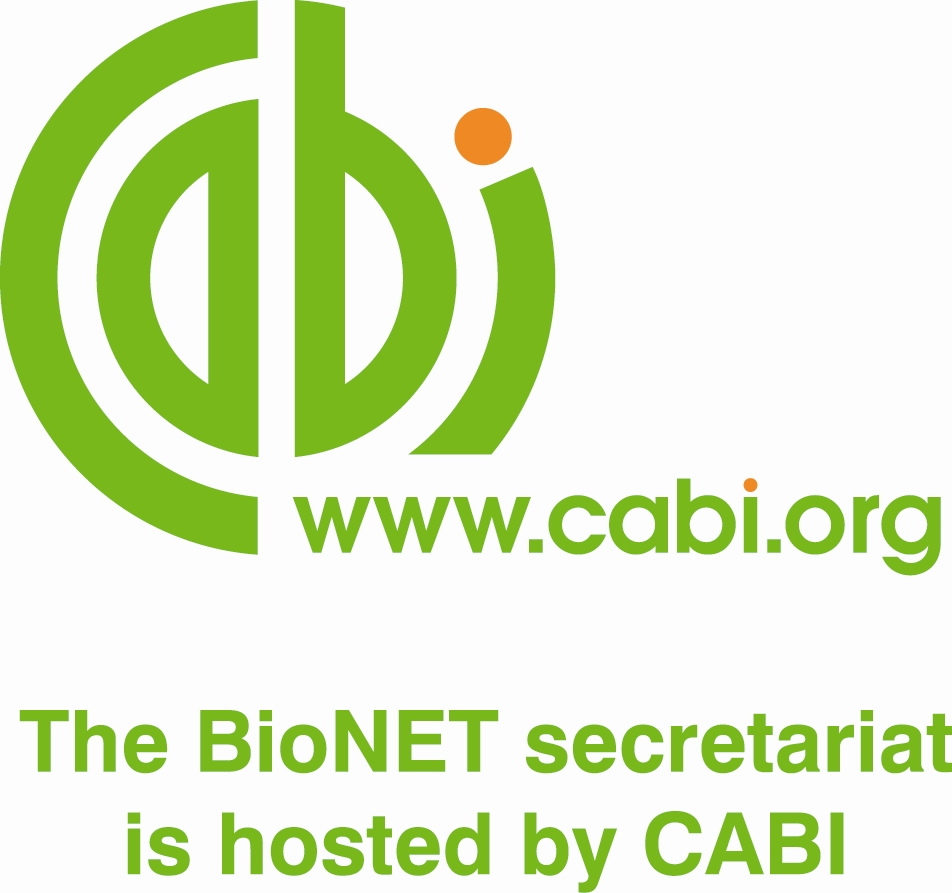 cabi
www.cabi.org
The BioNET secretariat
is hosted by CABI